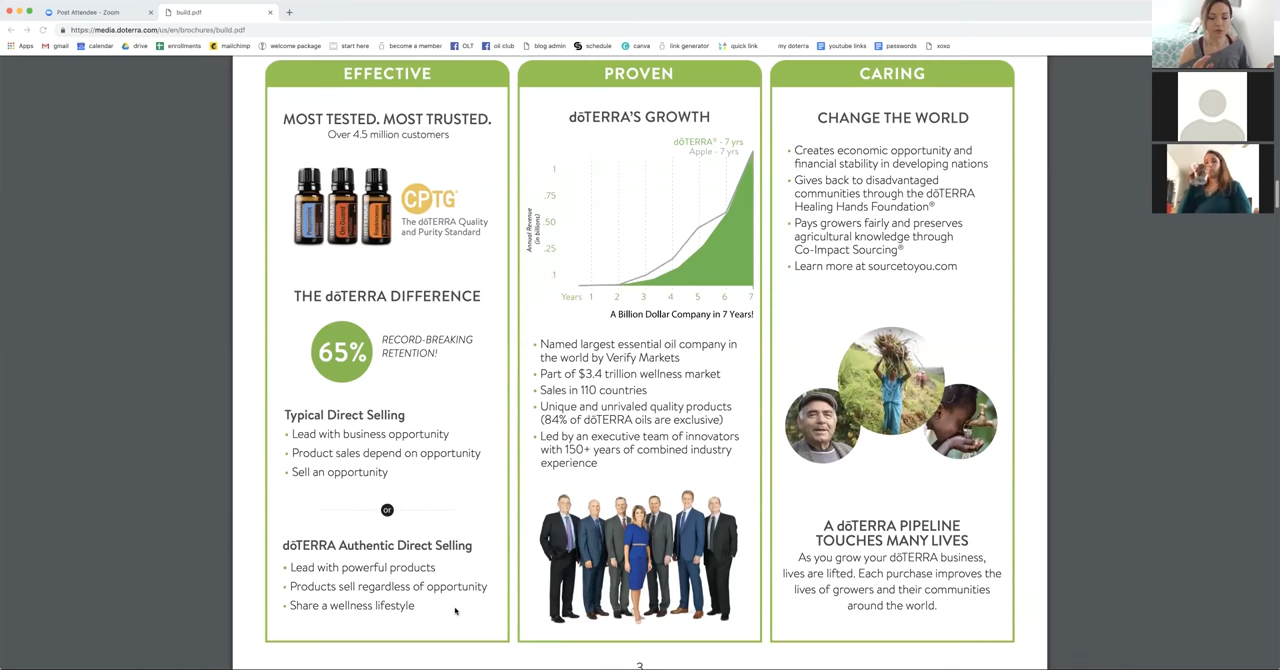 Post Attendee - Zoom
build.pdf
https://media.doterra.com/us/en/brochures/build.pdf
Apps
gmail
calendar
drive
enrollments
mailchimp
welcome package
start here
become a member
OLT
oil club
blog admin
schedule
canva
link generator
quick link
my doterra
youtube links
passwords
xoxo
EFFECTIVE
MOST TESTED. MOST TRUSTED.
Over 4.5 million customers
CPTG
The dōTERRA Quality
and Purity Standard
THE dōTERRA DIFFERENCE
65%
RECORD-BREAKING
RETENTION!
Typical Direct Selling
• Lead with business opportunity
• Product sales depend on opportunity
• Sell an opportunity
or
dōTERRA Authentic Direct Selling
• Lead with powerful products
• Products sell regardless of opportunity
• Share a wellness lifestyle
PROVEN
dōTERRA'S GROWTH
dōTERRA® - 7 yrs
Apple - 7 yrs
Annual Revenue
(in billions)
1
.75
.50
.25
.1
Years 1 2 3 4 5 6 7
A Billion Dollar Company in 7 Years!
• Named largest essential oil company in
the world by Verify Markets
• Part of $3.4 trillion wellness market
• Sales in 110 countries
• Unique and unrivaled quality products
(84% of dōTERRA oils are exclusive)
• Led by an executive team of innovators
with 150+ years of combined industry
experience
CARING
CHANGE THE WORLD
• Creates economic opportunity and
financial stability in developing nations
• Gives back to disadvantaged
communities through the dōTERRA
Healing Hands Foundation®
• Pays growers fairly and preserves
agricultural knowledge through
Co-Impact Sourcing®
• Learn more at sourcetoyou.com
A dōTERRA PIPELINE
TOUCHES MANY LIVES
As you grow your dōTERRA business,
lives are lifted. Each purchase improves the
lives of growers and their communities
around the world.
3